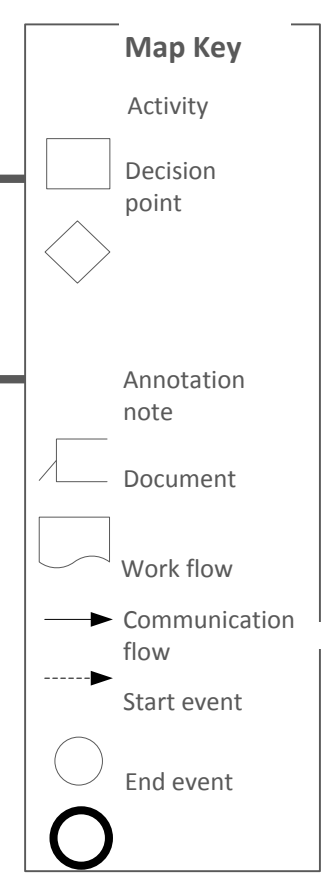 Map Key
Activity
Decision
point
Annotation
note
Document
Work flow
Communication
flow
Start event
End event